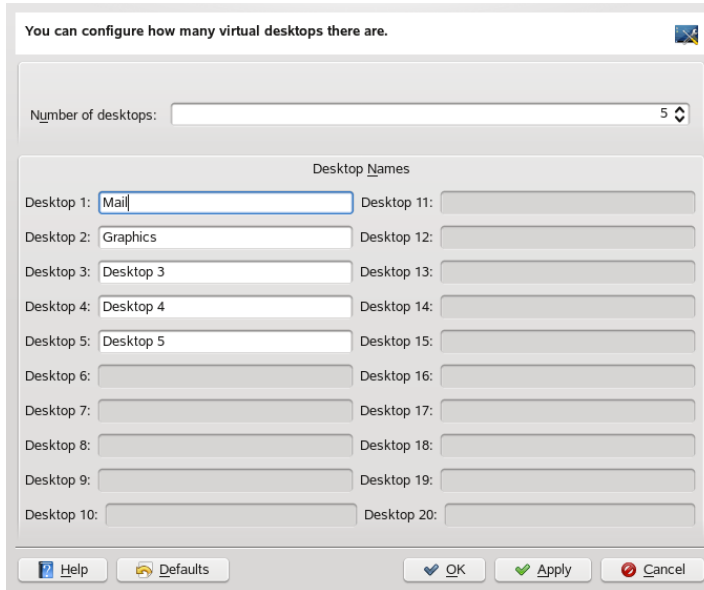 You can configure how many virtual desktops there are.
Number of desktops: 5
Desktop Names
Desktop 1: Mail Desktop 11:
Desktop 2: Graphics Desktop 12:
Desktop 3: Desktop 3 Desktop 13:
Desktop 4: Desktop 4 Desktop 14:
Desktop 5: Desktop 5 Desktop 15:
Desktop 6: Desktop 16:
Desktop 7: Desktop 17:
Desktop 8: Desktop 18:
Desktop 9: Desktop 19:
Desktop 10: Desktop 20:
Help Defaults OK Apply Cancel